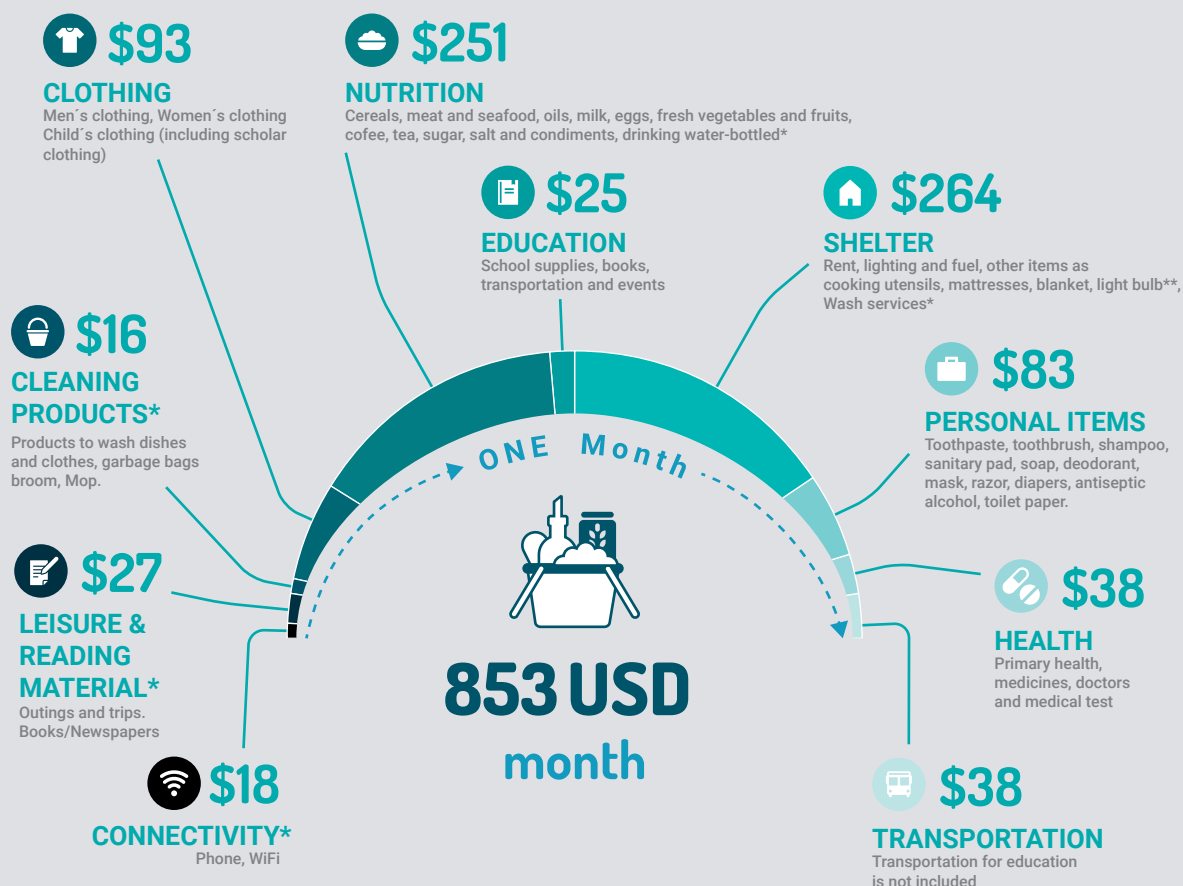 $93
CLOTHING
Men´s clothing, Women´s clothing
Child´s clothing (including scholar
clothing)
$251
NUTRITION
Cereals, meat and seafood, oils, milk, eggs, fresh vegetables and fruits,
cofee, tea, sugar, salt and condiments, drinking water-bottled*
$25
EDUCATION
School supplies, books,
transportation and events
$264
SHELTER
Rent, lighting and fuel, other items as
cooking utensils, mattresses, blanket, light bulb**,
Wash services*
$16
CLEANING
PRODUCTS*
Products to wash dishes
and clothes, garbage bags
broom, Mop.
$83
PERSONAL ITEMS
Toothpaste, toothbrush, shampoo,
sanitary pad, soap, deodorant,
mask, razor, diapers, antiseptic
alcohol, toilet paper.
ONE Month
$27
LEISURE &
READING
MATERIAL*
Outings and trips.
Books/Newspapers
$38
HEALTH
Primary health,
medicines, doctors
and medical test
853 USD
month
$18
CONNECTIVITY*
Phone, WiFi
$38
TRANSPORTATION
Transportation for education
is not included